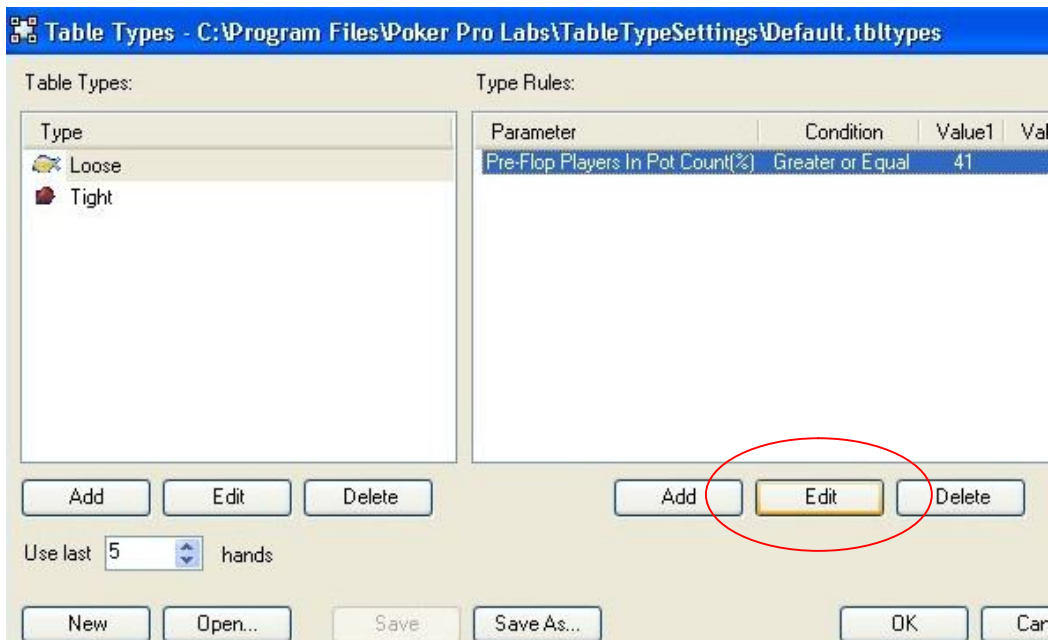 Table Types - C:\Program Files\Poker Pro Labs\TableTypeSettings\Default.tbltypes
Table Types:
Type Rules:
Type
Parameter Condition Value1 Val
Loose
Pre-Flop Players In Pot Count(%) Greater or Equal 41
Tight
Add Edit Delete
Add Edit Delete
Use last 5 hands
New Open... Save Save As... OK Can